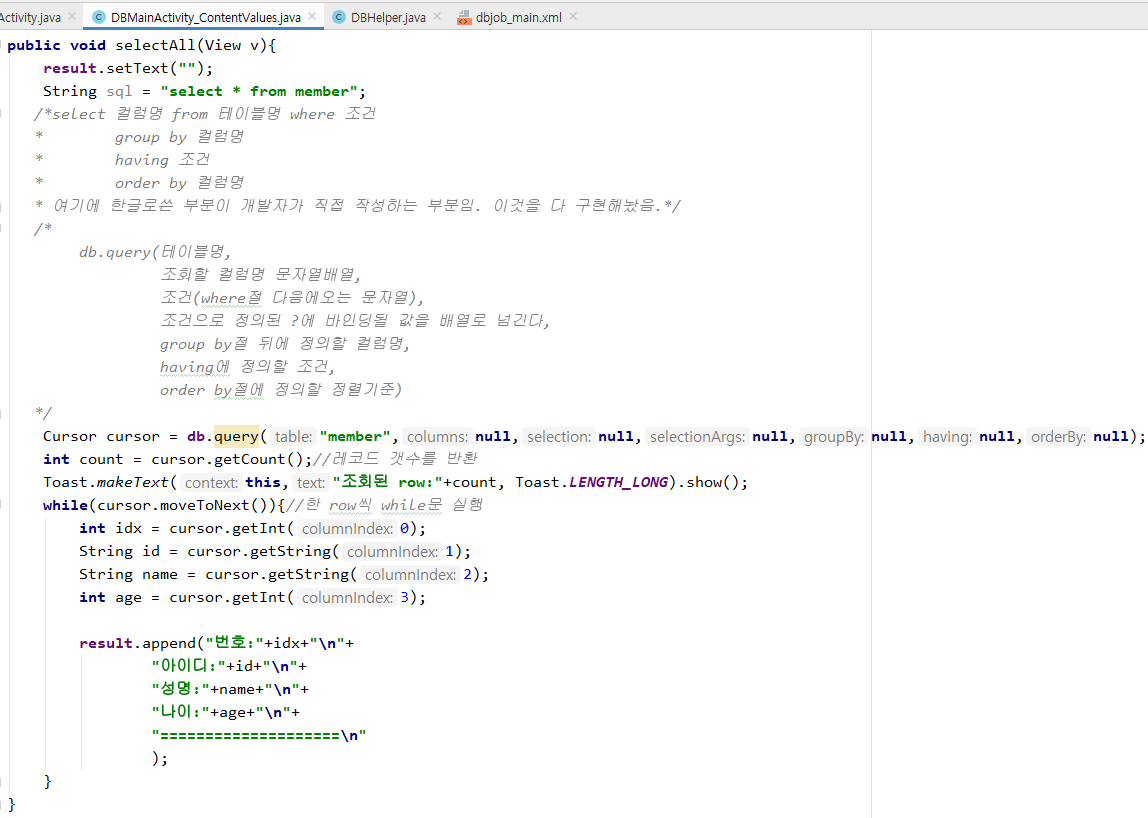 Activity.java DBMainActivity_ContentValues.java DBHelper.java dbjob_main.xml
public void selectAll(View v){
result.setText("");
String sql = "select * from member";
/*select 컬럼명 from 테이블명 where 조건
* group by 컬럼명
* having 조건
* order by 컬럼명
* 여기에 한글로쓴 부분이 개발자가 직접 작성하는 부분임. 이것을 다 구현해놨음.*/
/*
db.query(테이블명,
조회할 컬럼명 문자열배열,
조건(where절 다음에오는 문자열),
조건으로 정의된 ?에 바인딩될 값을 배열로 넘긴다,
group by절 뒤에 정의할 컬럼명,
having에 정의할 조건,
order by절에 정의할 정렬기준)
*/
Cursor cursor = db.query( table: "member", columns: null, selection: null, selectionArgs: null, groupBy: null, having: null, orderBy: null);
int count = cursor.getCount();//레코드 갯수를 반환
Toast.makeText( context: this, text: "조회된 row:"+count, Toast.LENGTH_LONG).show();
while(cursor.moveToNext()){//한 row씩 while문 실행
int idx = cursor.getInt( columnIndex: 0);
String id = cursor.getString( columnIndex: 1);
String name = cursor.getString( columnIndex: 2);
int age = cursor.getInt( columnIndex: 3);
result.append("번호:"+idx+"\n"+
"아이디:"+id+"\n"+
"성명:"+name+"\n"+
"나이:"+age+"\n"+
"====================\n"
);
}
}